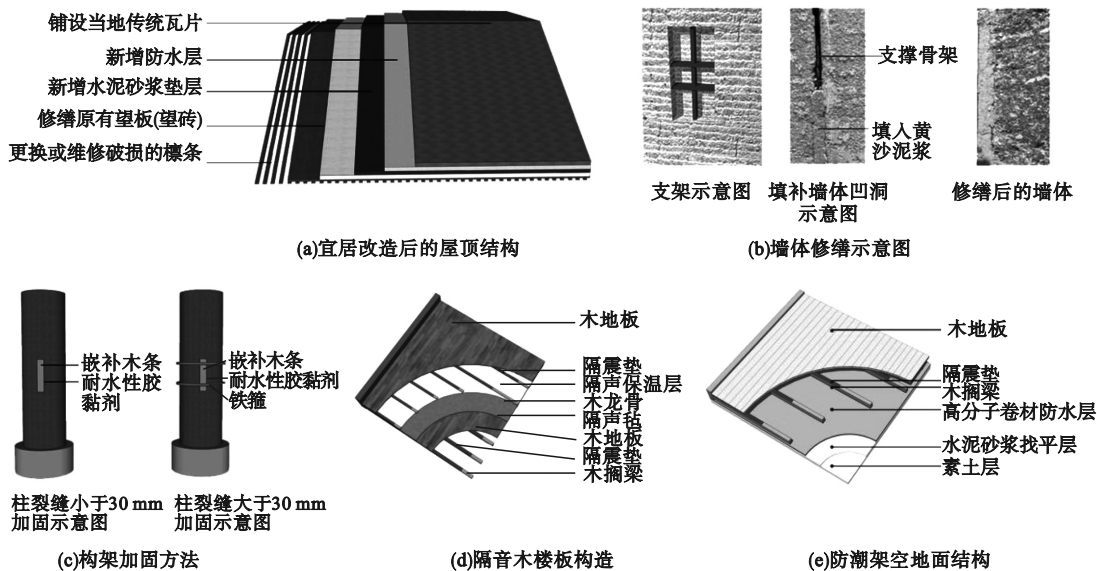 铺设当地传统瓦片
新增防水层
新增水泥砂浆垫层
修缮原有望板(望砖)
更换或维修破损的檩条
(a)宜居改造后的屋顶结构
支撑骨架
填入黄
沙泥浆
支架示意图
填补墙体凹洞
示意图
修缮后的墙体
(b)墙体修缮示意图
嵌补木条
耐水性胶
黏剂
嵌补木条
耐水性胶黏剂
铁箍
柱裂缝小于30 mm
加固示意图
柱裂缝大于30 mm
加固示意图
(c)构架加固方法
木地板
隔震垫
隔声保温层
木龙骨
隔声毡
木地板
隔震垫
木搁梁
(d)隔音木楼板构造
木地板
隔震垫
木搁梁
高分子卷材防水层
水泥砂浆找平层
素土层
(e)防潮架空地面结构